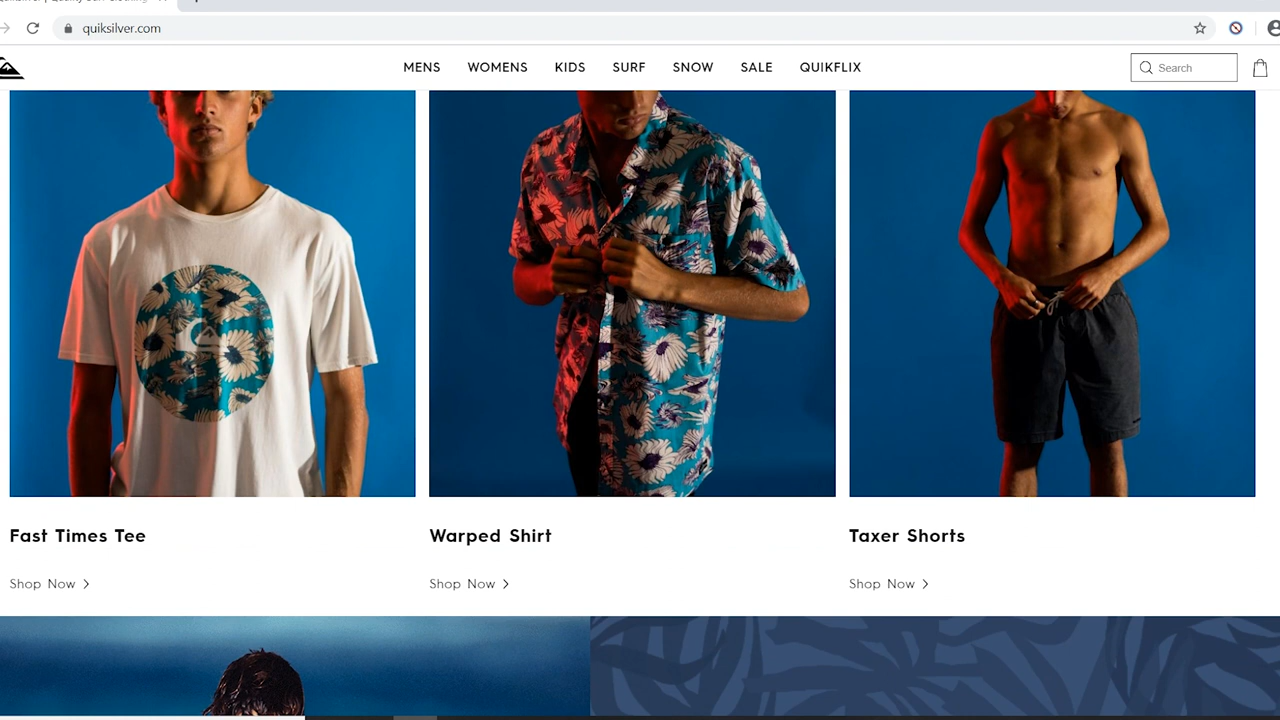 quiksilver.com
MENS WOMENS KIDS SURF SNOW SALE QUIKFLIX
Search
Fast Times Tee
Warped Shirt
Taxer Shorts
Shop Now
Shop Now
Shop Now